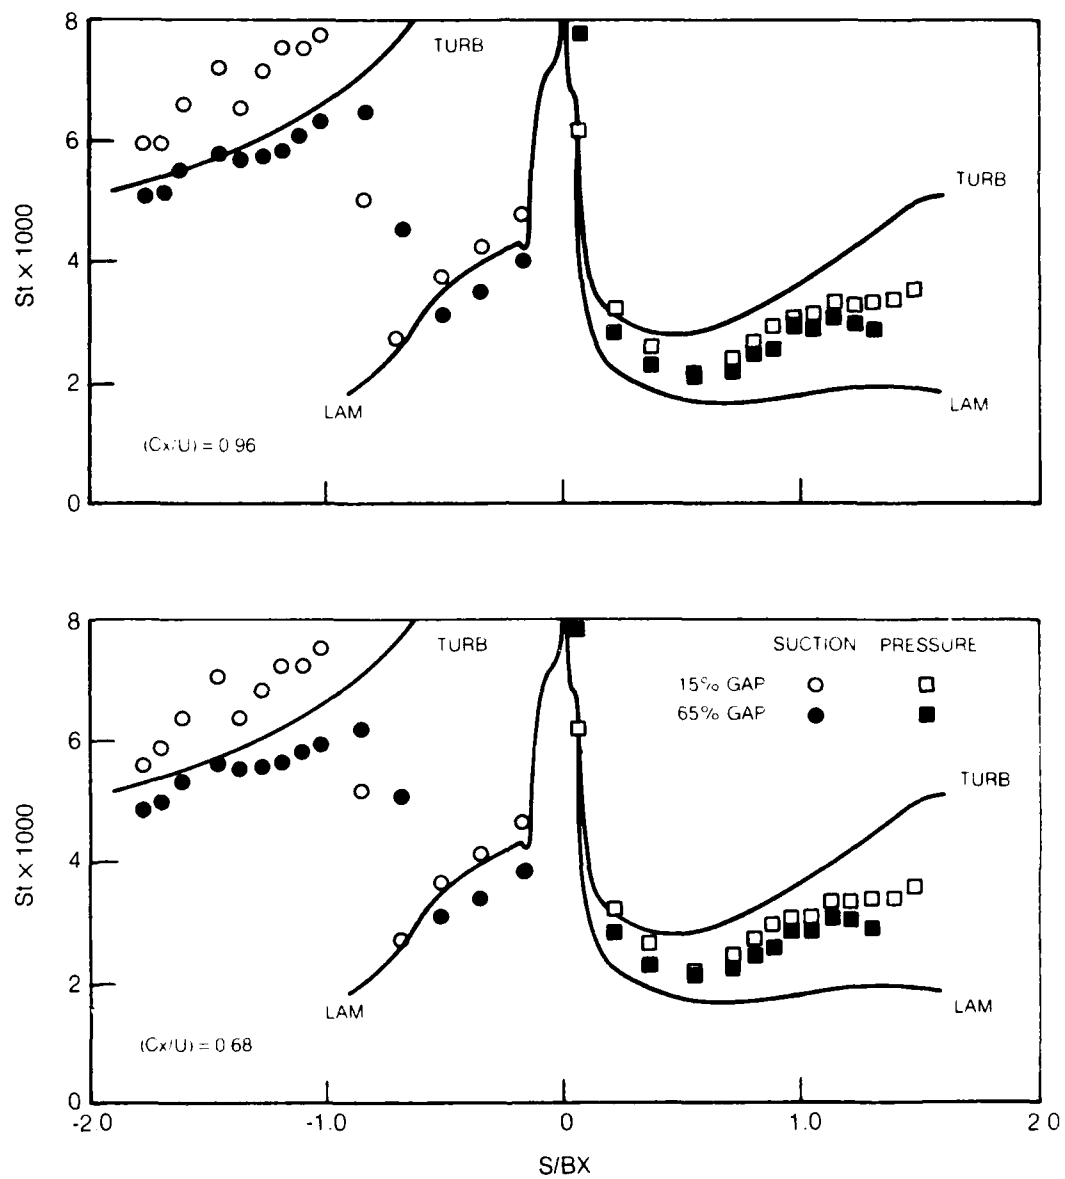 8
TURB
6
TURB
4
St x 1000
2
LAM
LAM
(Cx/U) = 0 96
0
8
TURB
SUCTION PRESSURE
15% GAP
65% GAP
6
TURB
4
St x 1000
2
LAM
LAM
(Cx/U) = 0 68
0
-2.0 -1.0 0 1.0 2 0
S/BX